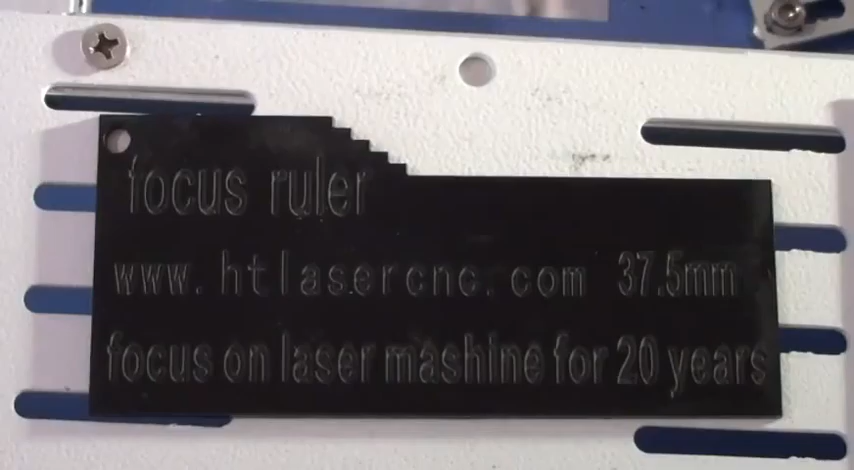 focus ruler
www.htlasercnc.com 37.5mm
focus on laser mashine for 20 years